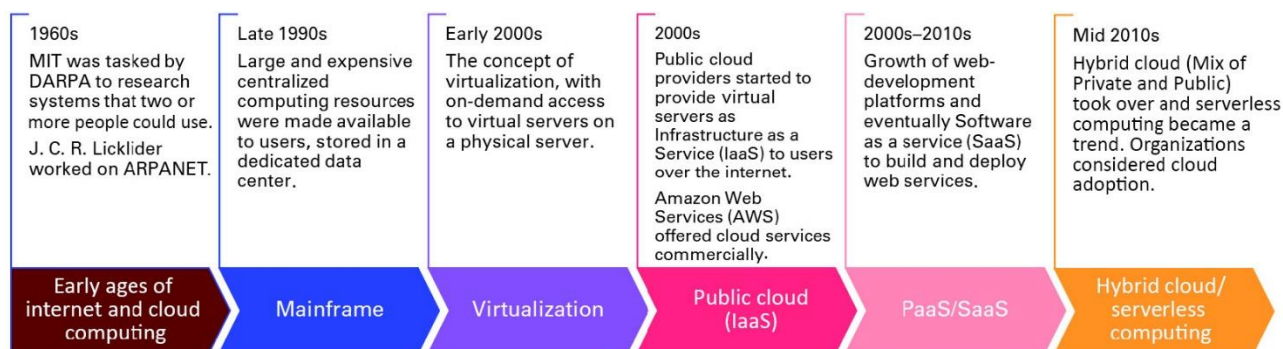 1960s
MIT was tasked by
DARPA to research
systems that two or
more people could use.
J. C. R. Licklider
worked on ARPANET.
Early ages of
internet and cloud
computing
Late 1990s
Large and expensive
centralized
computing resources
were made available
to users, stored in a
dedicated data
center.
Mainframe
Early 2000s
The concept of
virtualization, with
on-demand access
to virtual servers on
a physical server.
Virtualization
2000s
Public cloud
providers started to
provide virtual
servers as
Infrastructure as a
Service (IaaS) to users
over the internet.
Amazon Web
Services (AWS)
offered cloud services
commercially.
Public cloud
(IaaS)
2000s–2010s
Growth of web-
development
platforms and
eventually Software
as a service (SaaS)
to build and deploy
web services.
PaaS/SaaS
Mid 2010s
Hybrid cloud (Mix of
Private and Public)
took over and serverless
computing became a
trend. Organizations
considered cloud
adoption.
Hybrid cloud/
serverless
computing